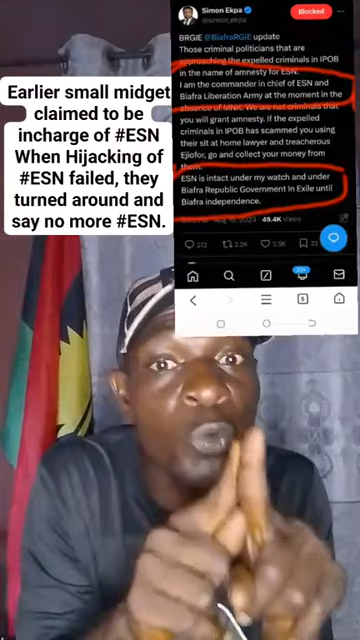 Earlier small midget
claimed to be
incharge of #ESN
When Hijacking of
#ESN failed, they
turned around and
say no more #ESN.
Simon Ekpa
@simon_ekpa
Blocked
BRGIE @BiafraRGIE update
Those criminal politicians that are
approaching the expelled criminals in IPOB
in the name of amnesty for ESN.
I am the commander in chief of ESN and
Biafra Liberation Army at the moment in the
absence of MNK. We are not criminals that
you will grant amnesty. If the expelled
criminals in IPOB has scammed you using
their sit at home lawyer and treacherous
Ejiofor, go and collect your money from
them.
ESN is intact under my watch and under
Biafra Republic Government In Exile until
Biafra independence.
2023 · 49.4K Views
272
23
20+